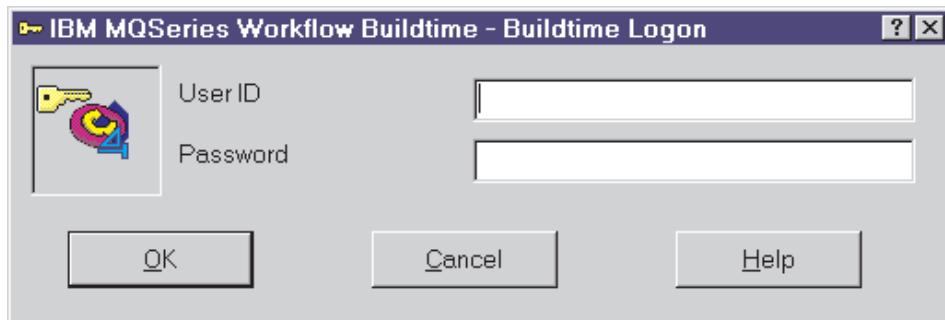 IBM MQSeries Workflow Buildtime - Buildtime Logon
User ID
Password
OK
Cancel
Help